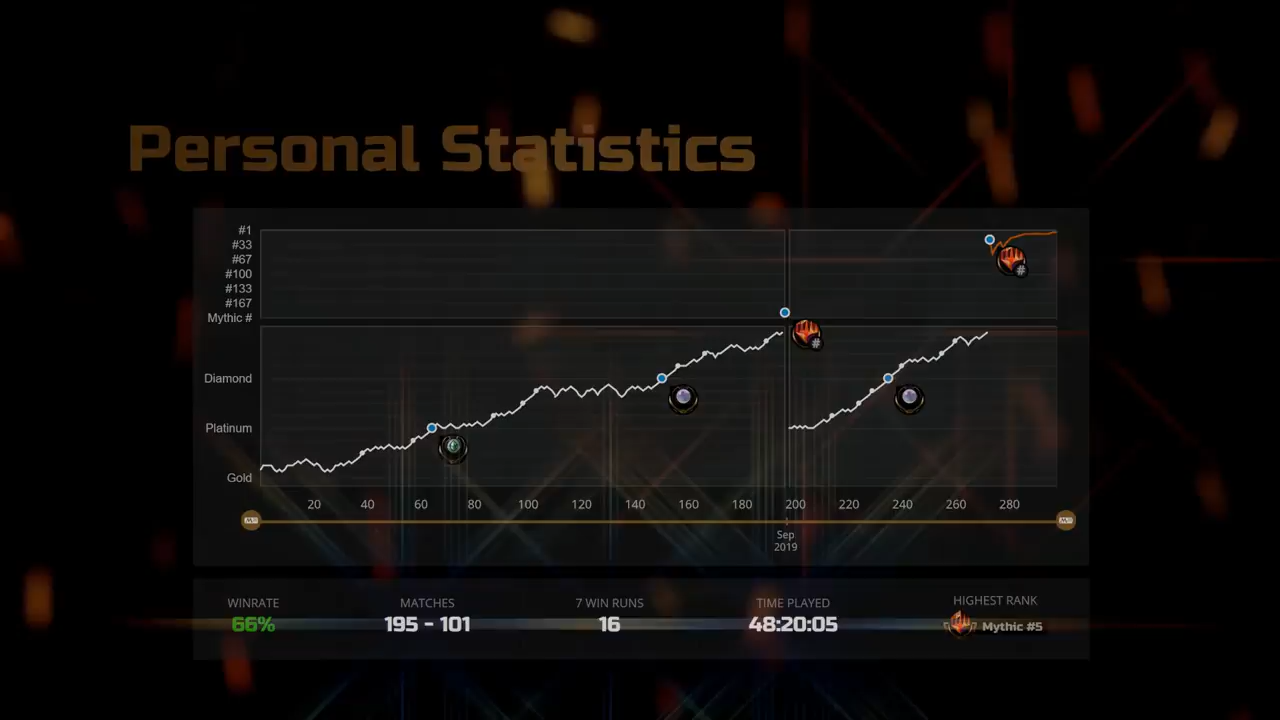 Personal Statistics
#1
#33
#67
#100
#133
#167
Mythic #
#
#
Diamond
Platinum
Gold
20 40 60 80 100 120 140 160 180 200 220 240 260 280
Sep
2019
WINRATE MATCHES 7 WIN RUNS TIME PLAYED HIGHEST RANK
66% 195 - 101 16 48:20:05 Mythic #5